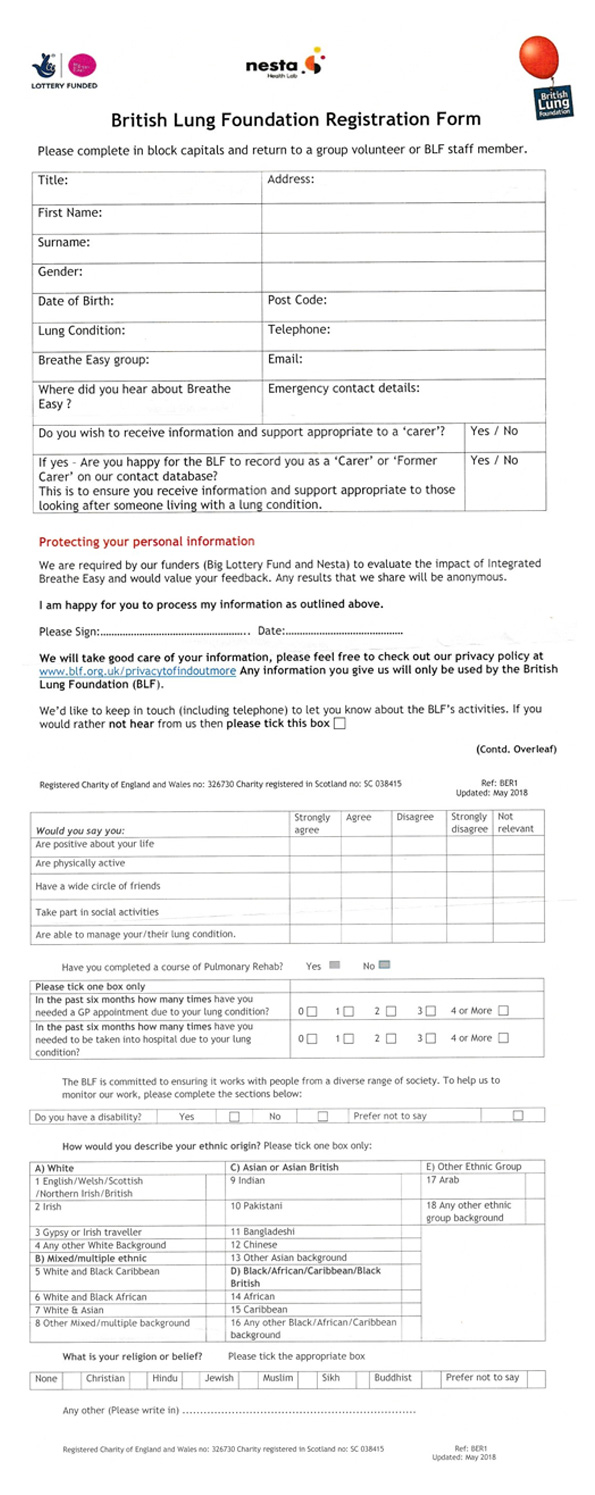 LOTTERY FUNDED
nesta
Health Lab
British
Lung
Foundation
British Lung Foundation Registration Form
Please complete in block capitals and return to a group volunteer or BLF staff member.
Title: Address:
First Name:
Surname:
Gender:
Date of Birth: Post Code:
Lung Condition: Telephone:
Breathe Easy group: Email:
Where did you hear about Breathe Emergency contact details:
Easy ?
Do you wish to receive information and support appropriate to a ‘carer’? Yes / No
If yes - Are you happy for the BLF to record you as a ‘Carer’ or ‘Former Yes / No
Carer’ on our contact database?
This is to ensure you receive information and support appropriate to those
looking after someone living with a lung condition.
Protecting your personal information
We are required by our funders (Big Lottery Fund and Nesta) to evaluate the impact of Integrated
Breathe Easy and would value your feedback. Any results that we share will be anonymous.
I am happy for you to process my information as outlined above.
Please Sign:................................................. Date:..........................................
We will take good care of your information, please feel free to check out our privacy policy at
www.blf.org.uk/privacytofindoutmore Any information you give us will only be used by the British
Lung Foundation (BLF).
We’d like to keep in touch (including telephone) to let you know about the BLF’s activities. If you
would rather not hear from us then please tick this box
(Contd. Overleaf)
Registered Charity of England and Wales no: 326730 Charity registered in Scotland no: SC 038415 Ref: BER1
Updated: May 2018
Strongly Agree Disagree Strongly Not
Would you say you: agree disagree relevant
Are positive about your life
Are physically active
Have a wide circle of friends
Take part in social activities
Are able to manage your/their lung condition.
Have you completed a course of Pulmonary Rehab? Yes No
Please tick one box only
In the past six months how many times have you
needed a GP appointment due to your lung condition? 0 1 2 3 4 or More
In the past six months how many times have you
needed to be taken into hospital due to your lung 0 1 2 3 4 or More
condition?
The BLF is committed to ensuring it works with people from a diverse range of society. To help us to
monitor our work, please complete the sections below:
Do you have a disability? Yes No Prefer not to say
How would you describe your ethnic origin? Please tick one box only:
A) White C) Asian or Asian British E) Other Ethnic Group
1 English/Welsh/Scottish 9 Indian 17 Arab
/Northern Irish/British
2 Irish 10 Pakistani 18 Any other ethnic
group background
3 Gypsy or Irish traveller 11 Bangladeshi
4 Any other White Background 12 Chinese
B) Mixed/multiple ethnic 13 Other Asian background
5 White and Black Caribbean D) Black/African/Caribbean/Black
British
6 White and Black African 14 African
7 White & Asian 15 Caribbean
8 Other Mixed/multiple background 16 Any other Black/African/Caribbean
background
What is your religion or belief? Please tick the appropriate box
None Christian Hindu Jewish Muslim Sikh Buddhist Prefer not to say
Any other (Please write in) ......................................................
Registered Charity of England and Wales no: 326730 Charity registered in Scotland no: SC 038415 Ref: BER1
Updated: May 2018